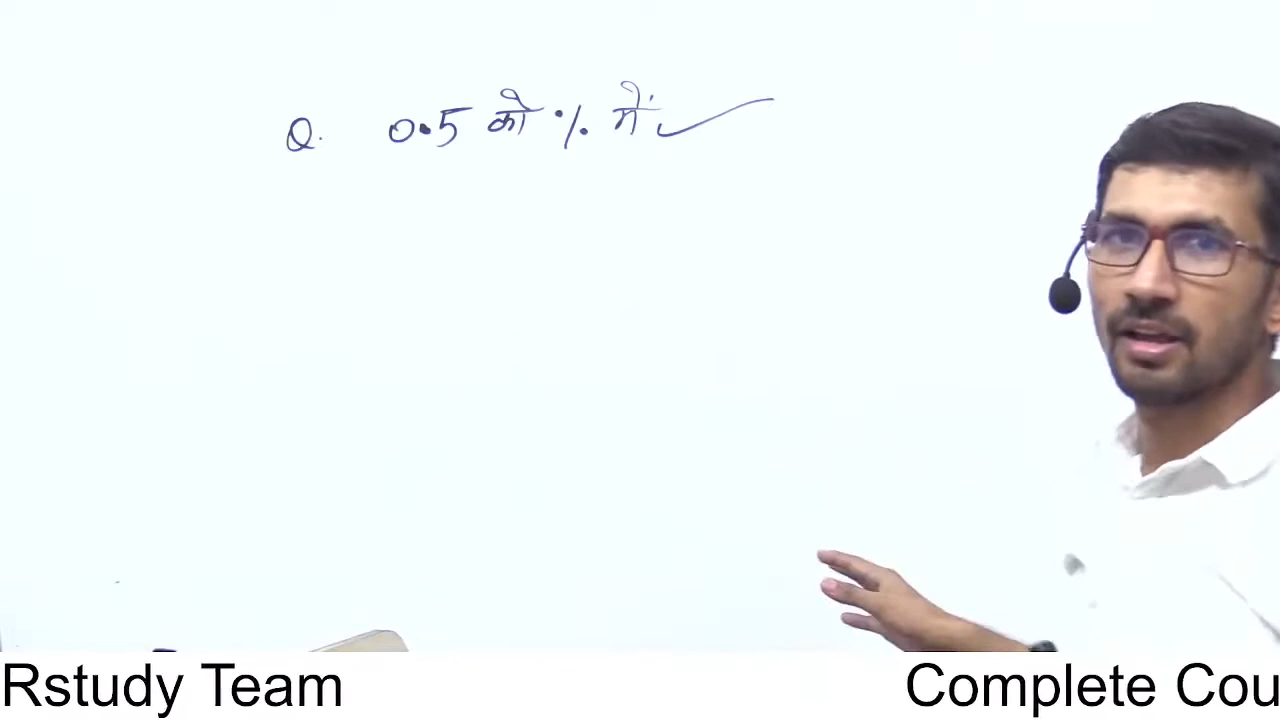 Q. 0.5 को % में
Rstudy Team
Complete Cou